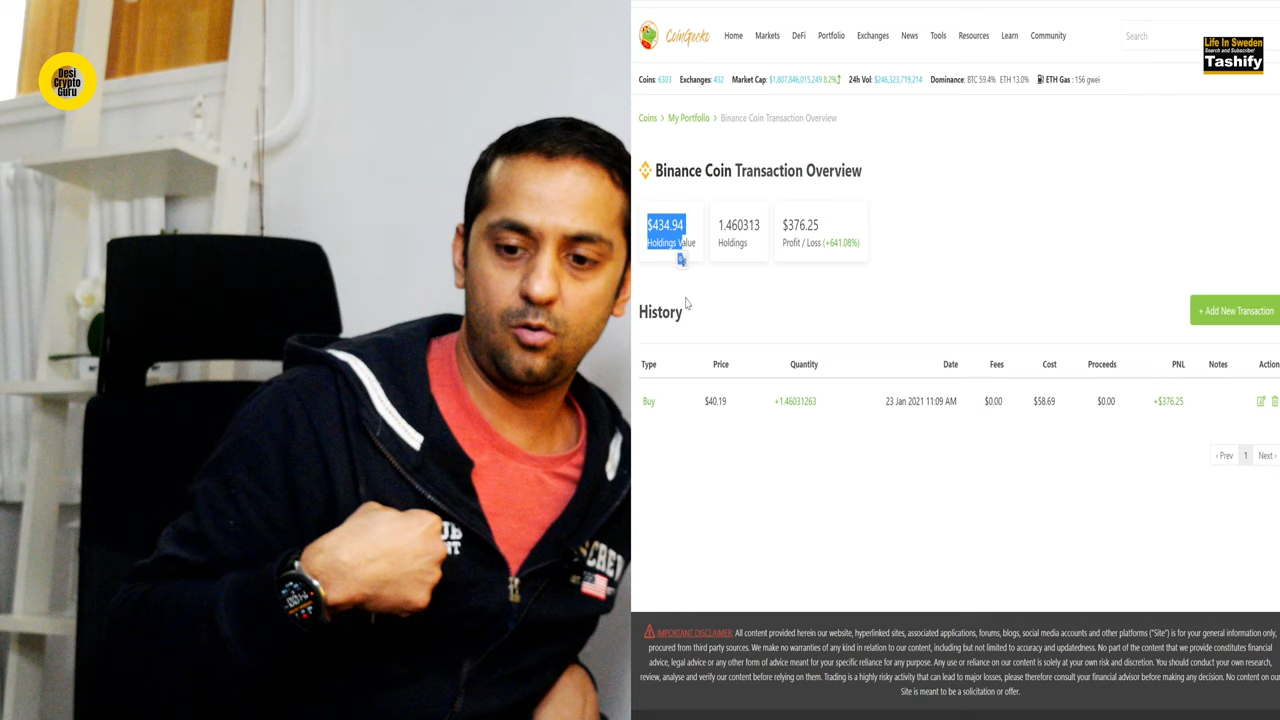 Desi
Crypto
Guru
CoinGecko
Home Markets DeFi Portfolio Exchanges News Tools Resources Learn Community
Search
Life In Sweden
Search and Subscribe!
Tashify
Coins: 6303 Exchanges: 432 Market Cap: $1,807,846,015,249 8.2% 24h Vol: $246,323,719,214 Dominance: BTC 59.4% ETH 13.0% ETH Gas: 156 gwei
Coins > My Portfolio > Binance Coin Transaction Overview
Binance Coin Transaction Overview
$434.94 1.460313 $376.25
Holdings Value Holdings Profit / Loss (+641.08%)
History
+ Add New Transaction
Type Price Quantity Date Fees Cost Proceeds PNL Notes Action
Buy $40.19 +1.46031263 23 Jan 2021 11:09 AM $0.00 $58.69 $0.00 +$376.25
‹ Prev 1 Next ›
IMPORTANT DISCLAIMER: All content provided herein our website, hyperlinked sites, associated applications, forums, blogs, social media accounts and other platforms ("Site") is for your general information only,
procured from third party sources. We make no warranties of any kind in relation to our content, including but not limited to accuracy and updatedness. No part of the content that we provide constitutes financial
advice, legal advice or any other form of advice meant for your specific reliance for any purpose. Any use or reliance on our content is solely at your own risk and discretion. You should conduct your own research,
review, analyse and verify our content before relying on them. Trading is a highly risky activity that can lead to major losses, please therefore consult your financial advisor before making any decision. No content on our
Site is meant to be a solicitation or offer.